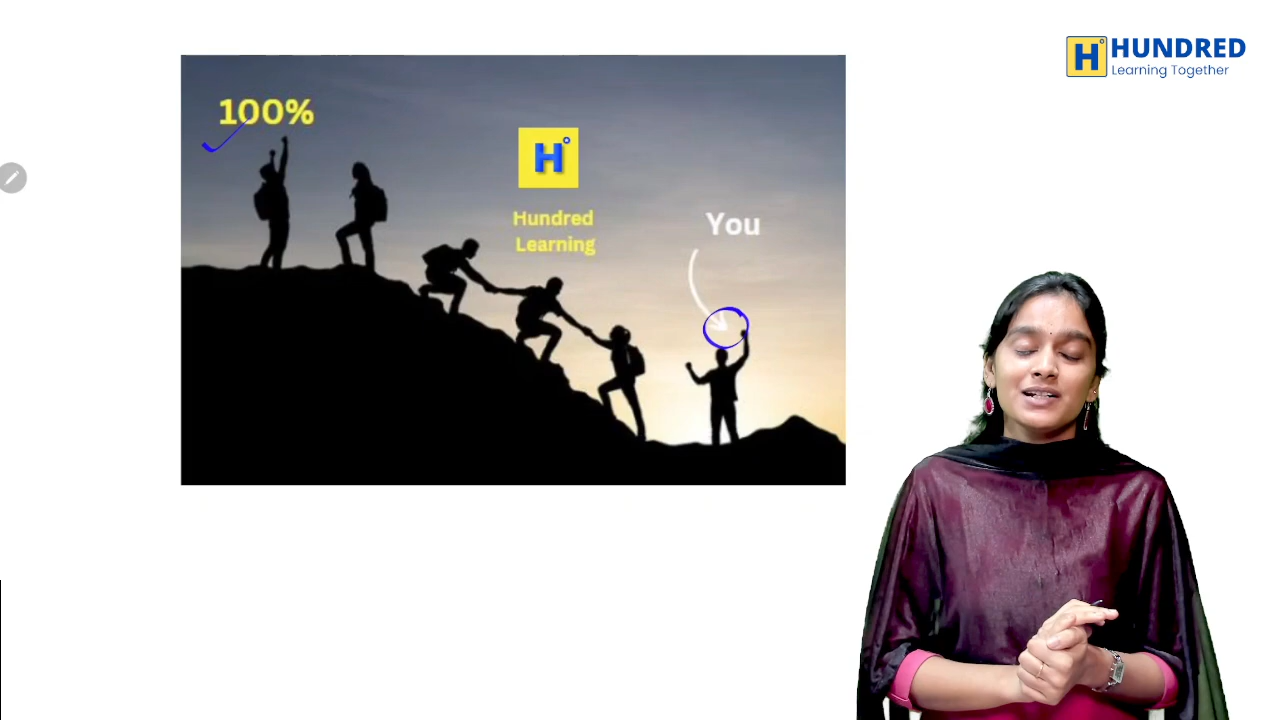 H HUNDRED
Learning Together
100%
H
Hundred
Learning
You